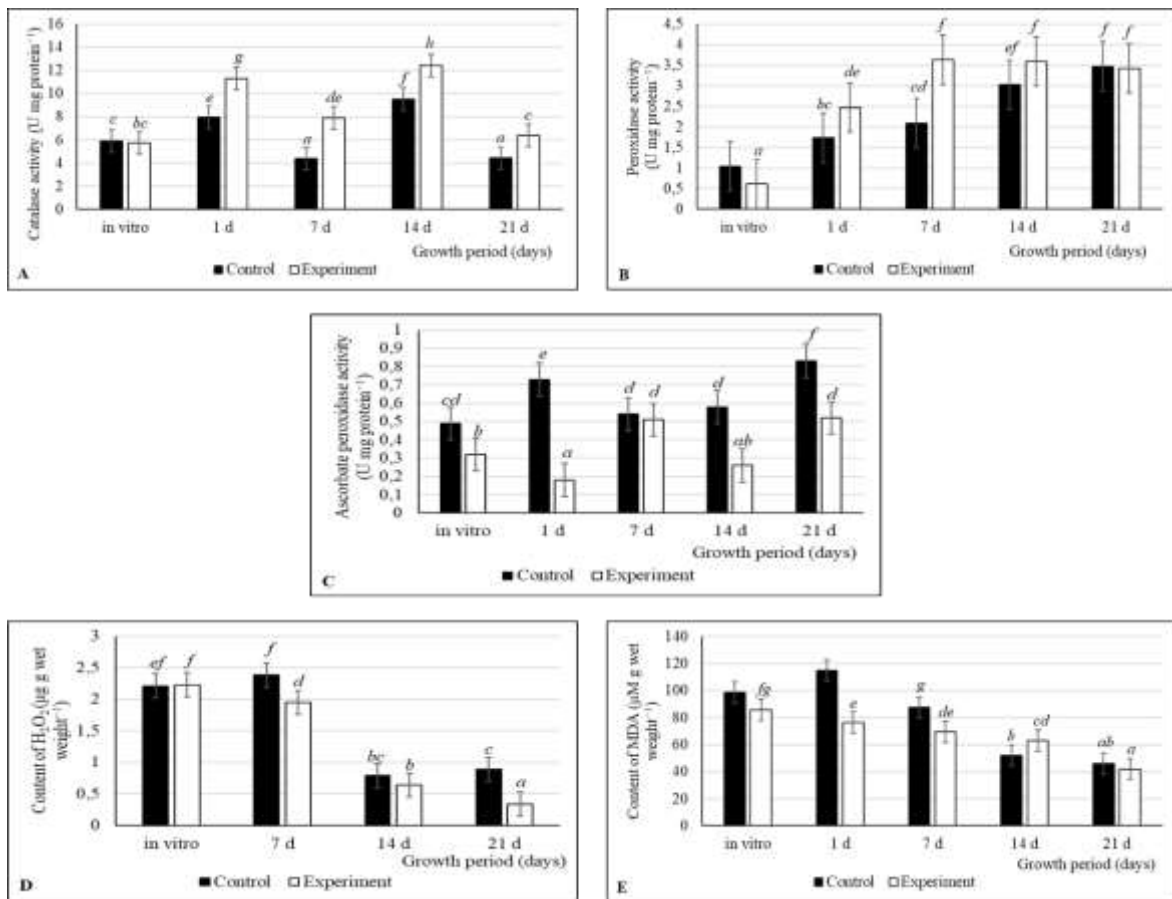 Catalase activity (U mg protein⁻¹)
16
14
12
10
8
6
4
2
0
c bc e g a de f h a c
in vitro 1 d 7 d 14 d 21 d
Growth period (days)
A
Control Experiment
Peroxidase activity
(U mg protein⁻¹)
4,5
4
3,5
3
2,5
2
1,5
1
0,5
0
a bc de cd f ef f f f
in vitro 1 d 7 d 14 d 21 d
Growth period (days)
B
Control Experiment
Ascorbate peroxidase activity
(U mg protein⁻¹)
1
0,9
0,8
0,7
0,6
0,5
0,4
0,3
0,2
0,1
0
cd b e a d d d ab f d
in vitro 1 d 7 d 14 d 21 d
Growth period (days)
C
Control Experiment
Content of H₂O₂ (µg g wet
weight⁻¹)
3
2,5
2
1,5
1
0,5
0
ef f f d bc b c a
in vitro 7 d 14 d 21 d
Growth period (days)
D
Control Experiment
Content of MDA (µM g wet
weight⁻¹)
140
120
100
80
60
40
20
0
fg e g de b cd ab a
in vitro 1 d 7 d 14 d 21 d
Growth period (days)
E
Control Experiment